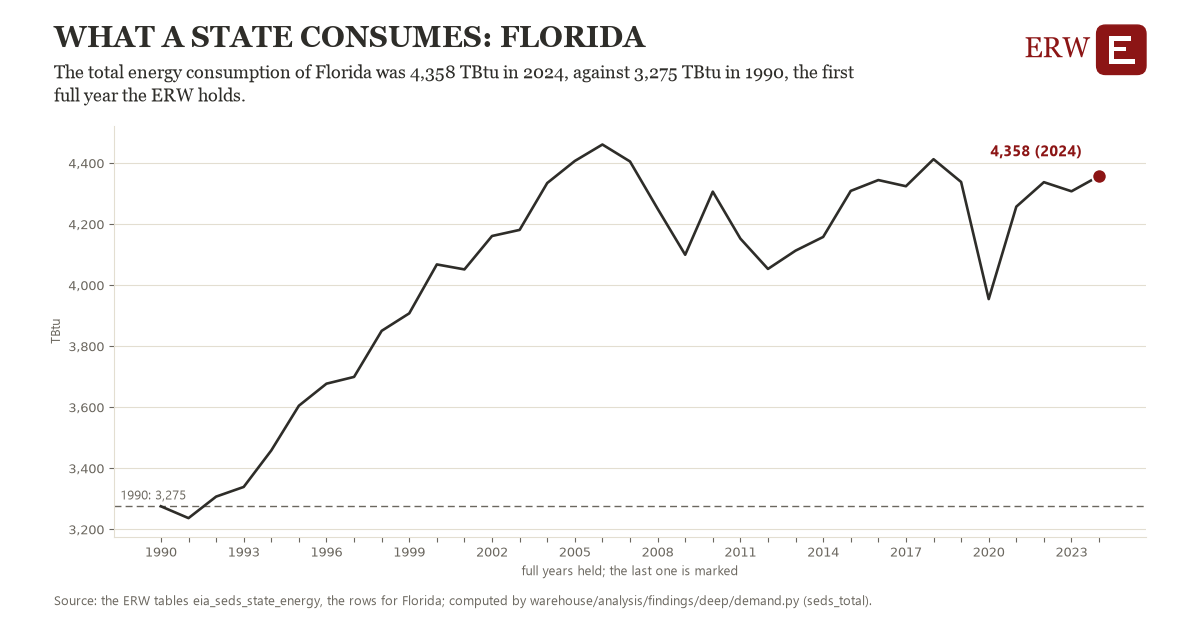 WHAT A STATE CONSUMES: FLORIDA
The total energy consumption of Florida was 4,358 TBtu in 2024, against 3,275 TBtu in 1990, the first
full year the ERW holds.
ERW E
4,358 (2024)
4,400
4,200
4,000
3,800
3,600
3,400
3,200
TBtu
1990: 3,275
1990 1993 1996 1999 2002 2005 2008 2011 2014 2017 2020 2023
full years held; the last one is marked
Source: the ERW tables eia_seds_state_energy, the rows for Florida; computed by warehouse/analysis/findings/deep/demand.py (seds_total).